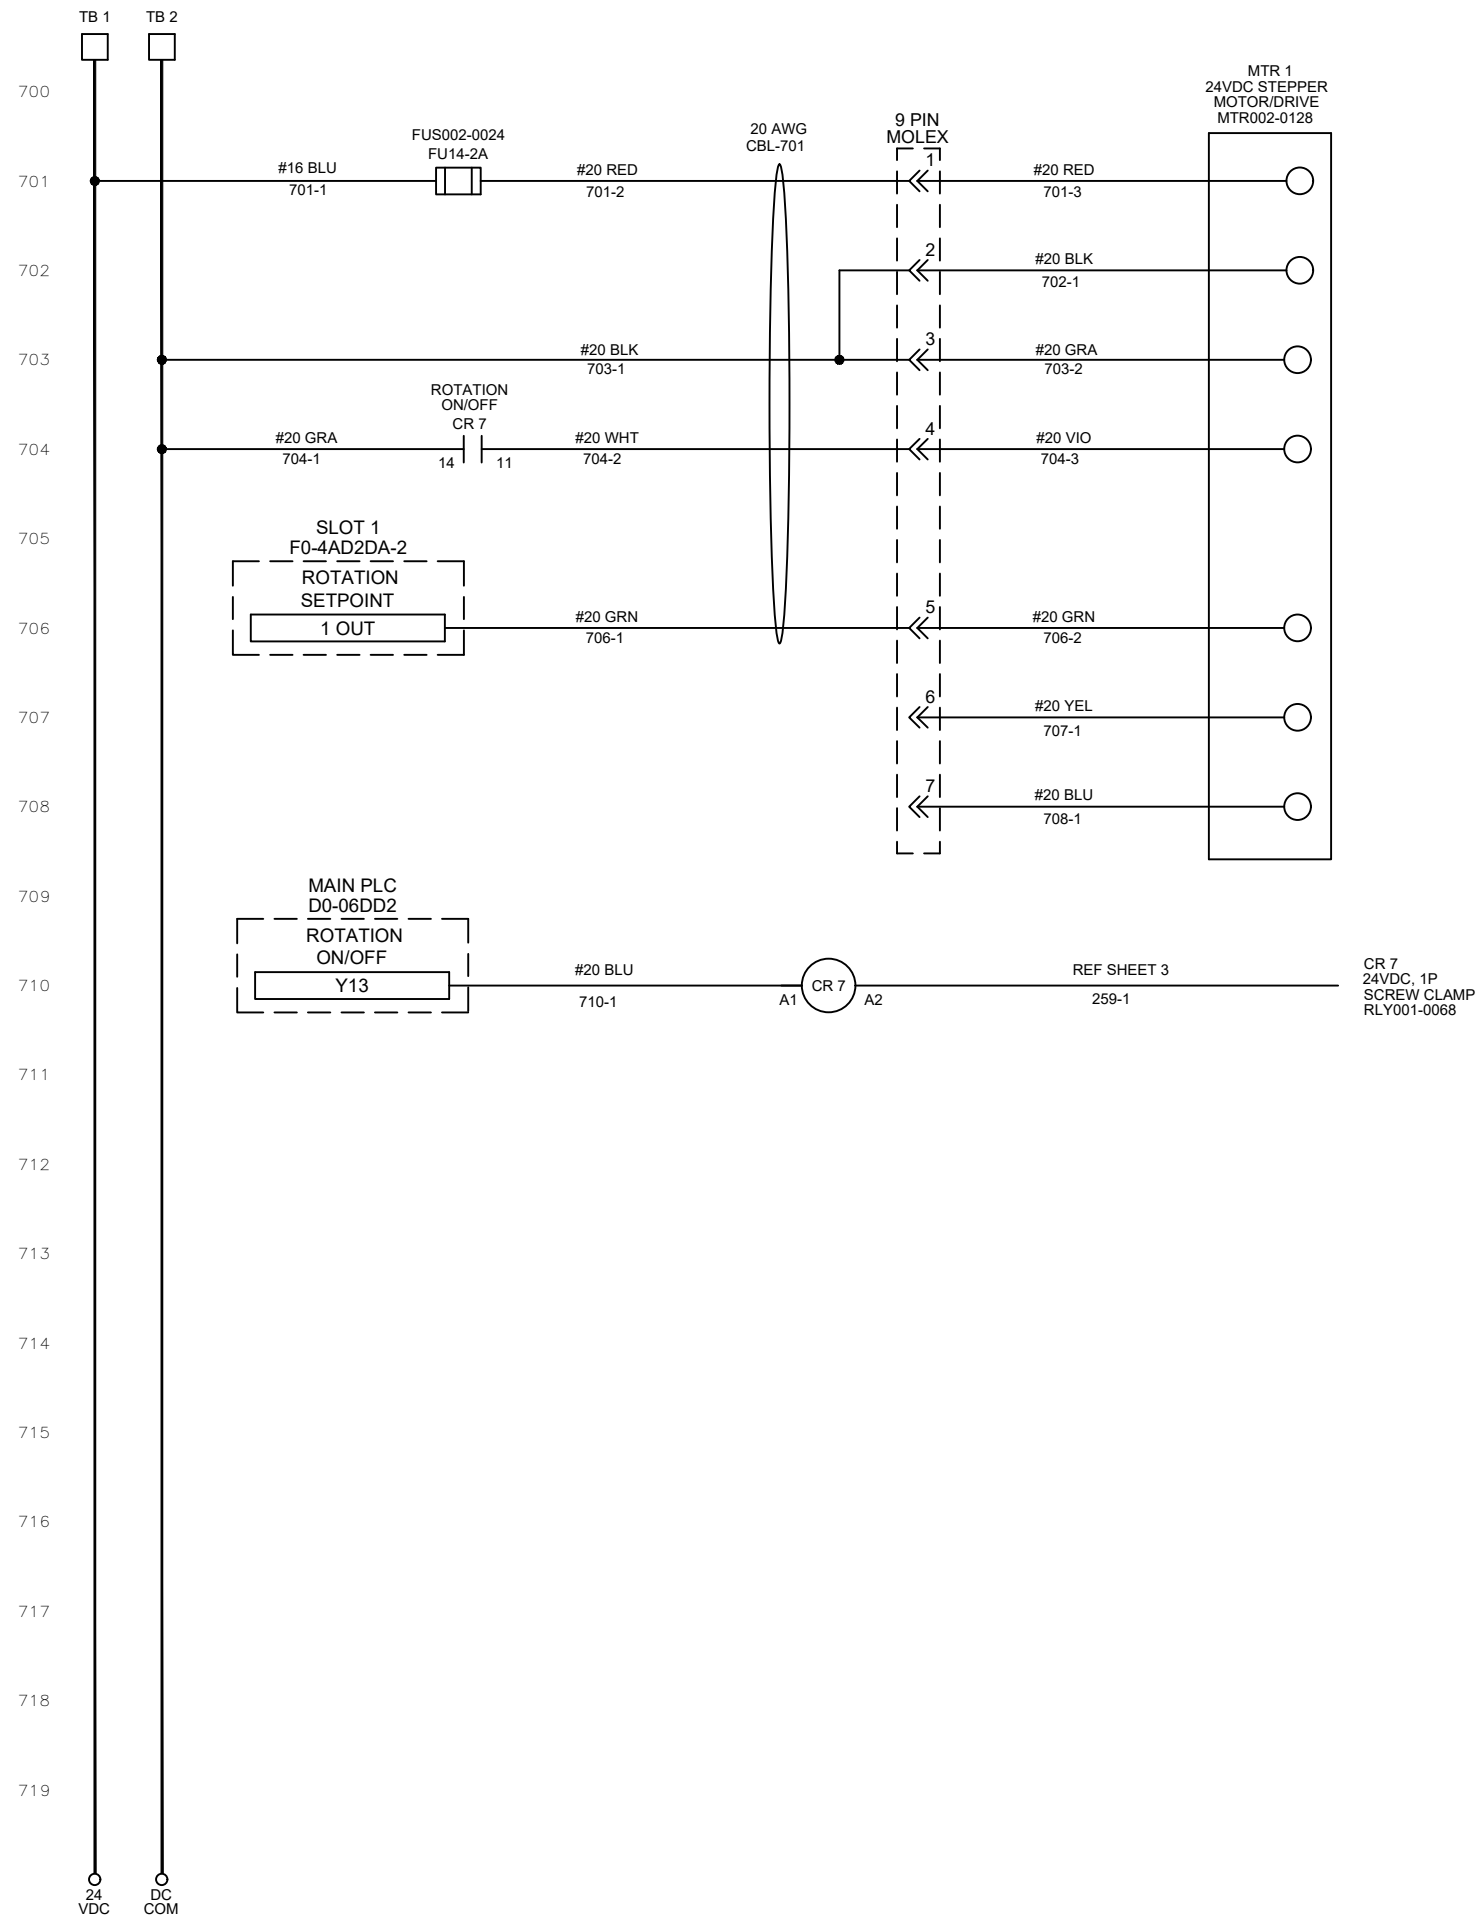 TB 1
TB 2
700
MTR 1
24VDC STEPPER
MOTOR/DRIVE
MTR002-0128
9 PIN
MOLEX
20 AWG
CBL-701
FUS002-0024
FU14-2A
701
#16 BLU
701-1
#20 RED
701-2
1
#20 RED
701-3
702
2
#20 BLK
702-1
703
#20 BLK
703-1
3
#20 GRA
703-2
ROTATION
ON/OFF
CR 7
704
#20 GRA
704-1
14
11
#20 WHT
704-2
4
#20 VIO
704-3
705
SLOT 1
F0-4AD2DA-2
ROTATION
SETPOINT
706
1 OUT
#20 GRN
706-1
5
#20 GRN
706-2
707
6
#20 YEL
707-1
708
7
#20 BLU
708-1
709
MAIN PLC
D0-06DD2
ROTATION
ON/OFF
710
Y13
#20 BLU
710-1
A1
CR 7
A2
REF SHEET 3
259-1
CR 7
24VDC, 1P
SCREW CLAMP
RLY001-0068
711
712
713
714
715
716
717
718
719
24
VDC
DC
COM